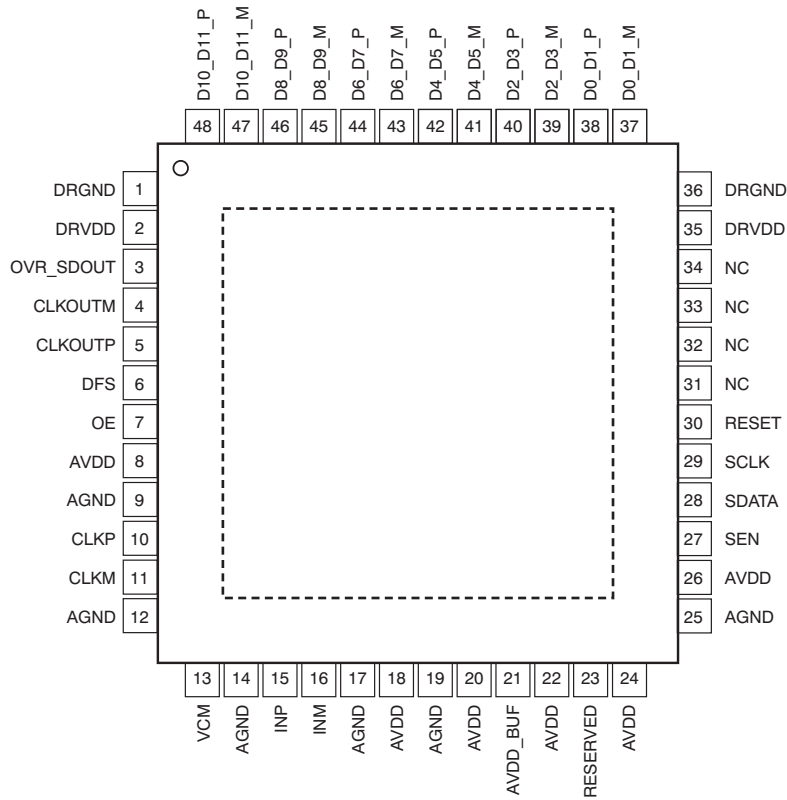 D10_D11_P
D10_D11_M
D8_D9_P
D8_D9_M
D6_D7_P
D6_D7_M
D4_D5_P
D4_D5_M
D2_D3_P
D2_D3_M
D0_D1_P
D0_D1_M
48 47 46 45 44 43 42 41 40 39 38 37
DRGND 1
DRVDD 2
OVR_SDOUT 3
CLKOUTM 4
CLKOUTP 5
DFS 6
OE 7
AVDD 8
AGND 9
CLKP 10
CLKM 11
AGND 12
36 DRGND
35 DRVDD
34 NC
33 NC
32 NC
31 NC
30 RESET
29 SCLK
28 SDATA
27 SEN
26 AVDD
25 AGND
13 14 15 16 17 18 19 20 21 22 23 24
VCM
AGND
INP
INM
AGND
AVDD
AGND
AVDD
AVDD_BUF
AVDD
RESERVED
AVDD